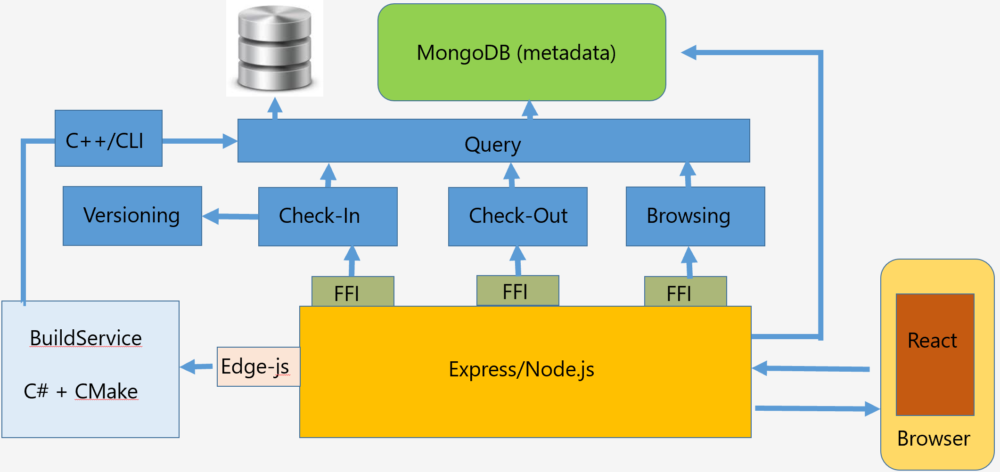 MongoDB (metadata)
C++/CLI
Query
Versioning
Check-In
Check-Out
Browsing
FFI
FFI
FFI
BuildService
C# + CMake
Edge-js
Express/Node.js
React
Browser